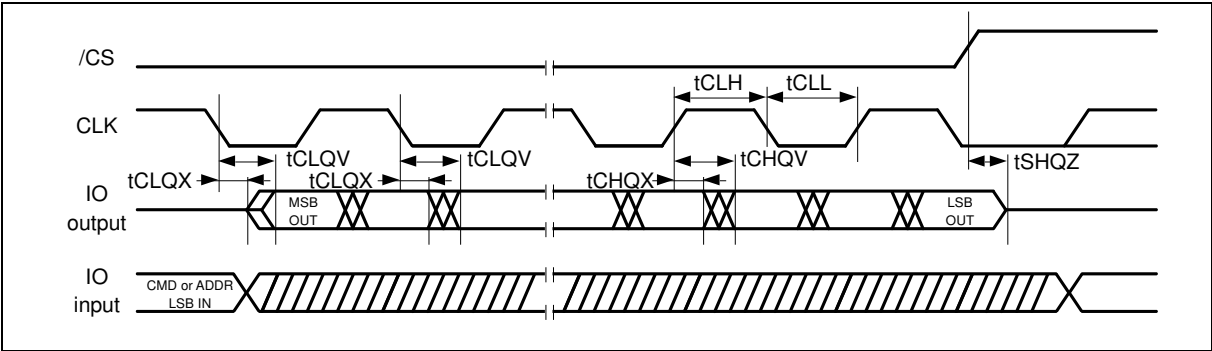 /CS
tCLH
tCLL
CLK
tCLQV
tCLQV
tCHQV
tSHQZ
tCLQX
tCLQX
tCHQX
IO
output
MSB
OUT
LSB
OUT
IO
input
CMD or ADDR
LSB IN